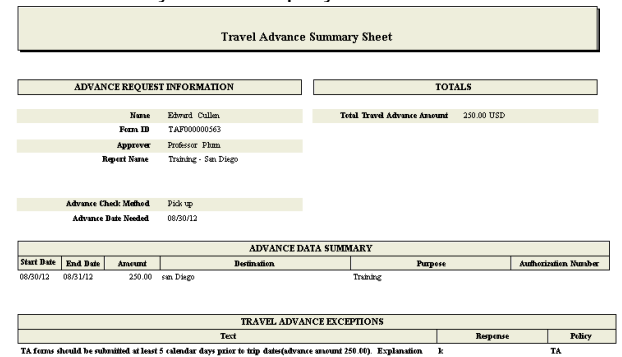 Travel Advance Summary Sheet
ADVANCE REQUEST INFORMATION
TOTALS
Name Edward Cullen
Total Travel Advance Amount 250.00 USD
Form ID TAF000000563
Approver Professor Plum
Report Name Training - San Diego
Advance Check Method Pick up
Advance Date Needed 08/30/12
ADVANCE DATA SUMMARY
Start Date End Date Amount Destination Purpose Authorization Number
08/30/12 08/31/12 250.00 san Diego Training
TRAVEL ADVANCE EXCEPTIONS
Text Response Policy
TA forms should be submitted at least 5 calendar days prior to trip dates(advance amount 250.00). Explanation k TA